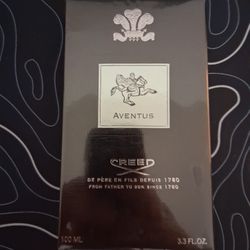 AVENTUS
CREED
DE PÈRE EN FILS DEPUIS 1760
FROM FATHER TO SON SINCE 1760
100 ML
3.3 FL.OZ